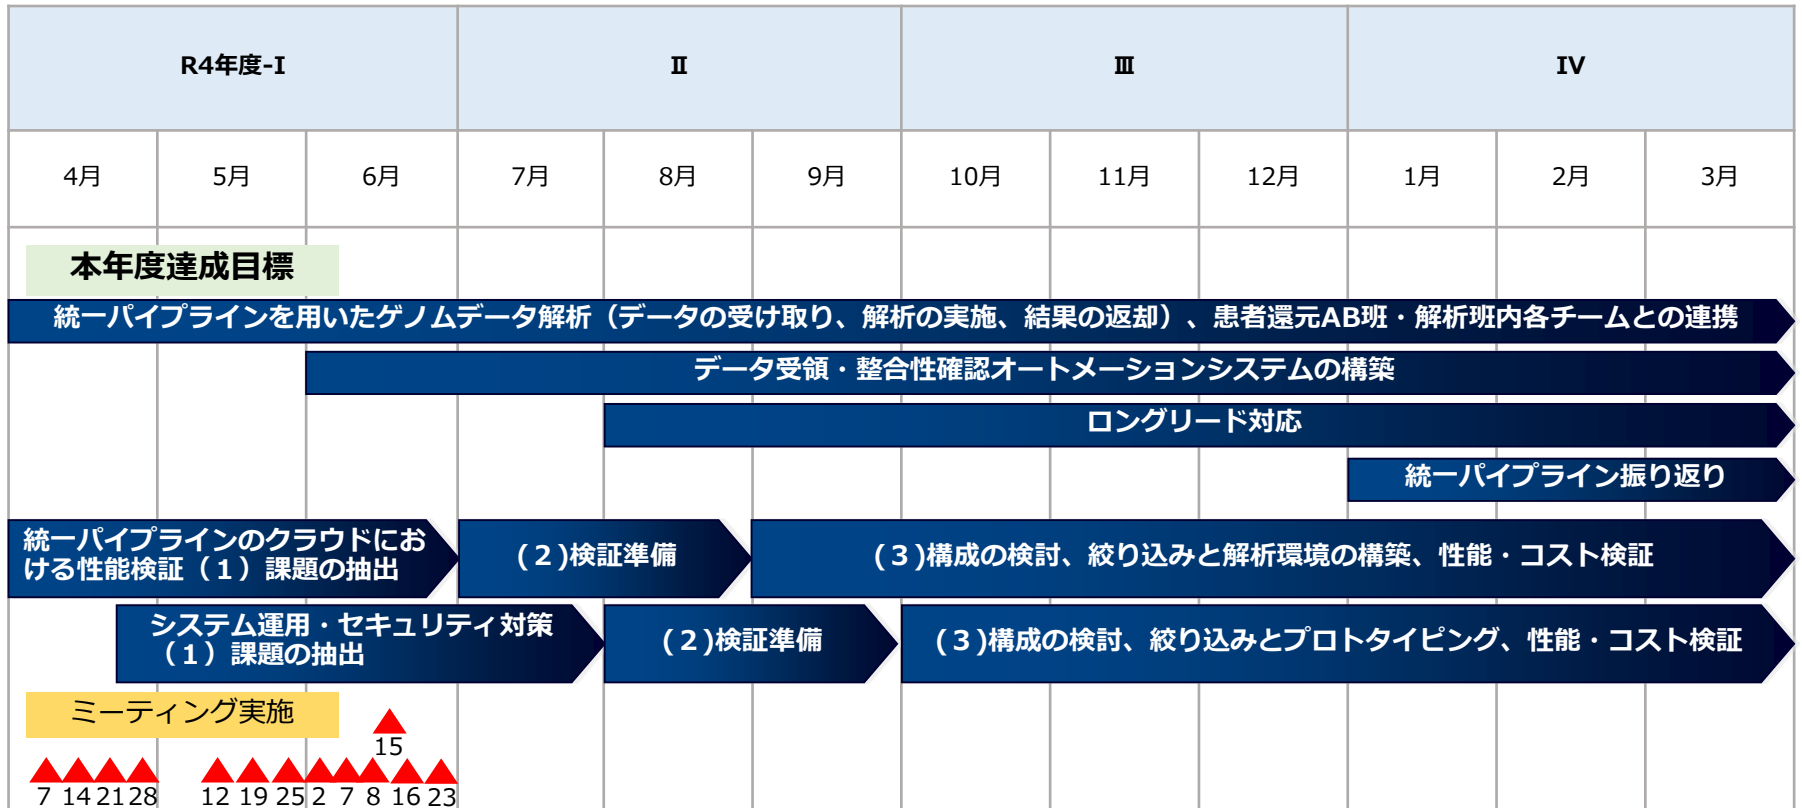 R4年度-I
Ⅱ
Ⅲ
IV
4月
5月
6月
7月
8月
9月
10月
11月
12月
1月
2月
3月
本年度達成目標
統一パイプラインを用いたゲノムデータ解析（データの受け取り、解析の実施、結果の返却）、患者還元AB班・解析班内各チームとの連携
データ受領・整合性確認オートメーションシステムの構築
ロングリード対応
統一パイプライン振り返り
統一パイプラインのクラウドにお
ける性能検証（１）課題の抽出
(２)検証準備
(３)構成の検討、絞り込みと解析環境の構築、性能・コスト検証
システム運用・セキュリティ対策
（１）課題の抽出
(２)検証準備
(３)構成の検討、絞り込みとプロトタイピング、性能・コスト検証
ミーティング実施
15
7 14 21 28 12 19 25 2 7 8 16 23